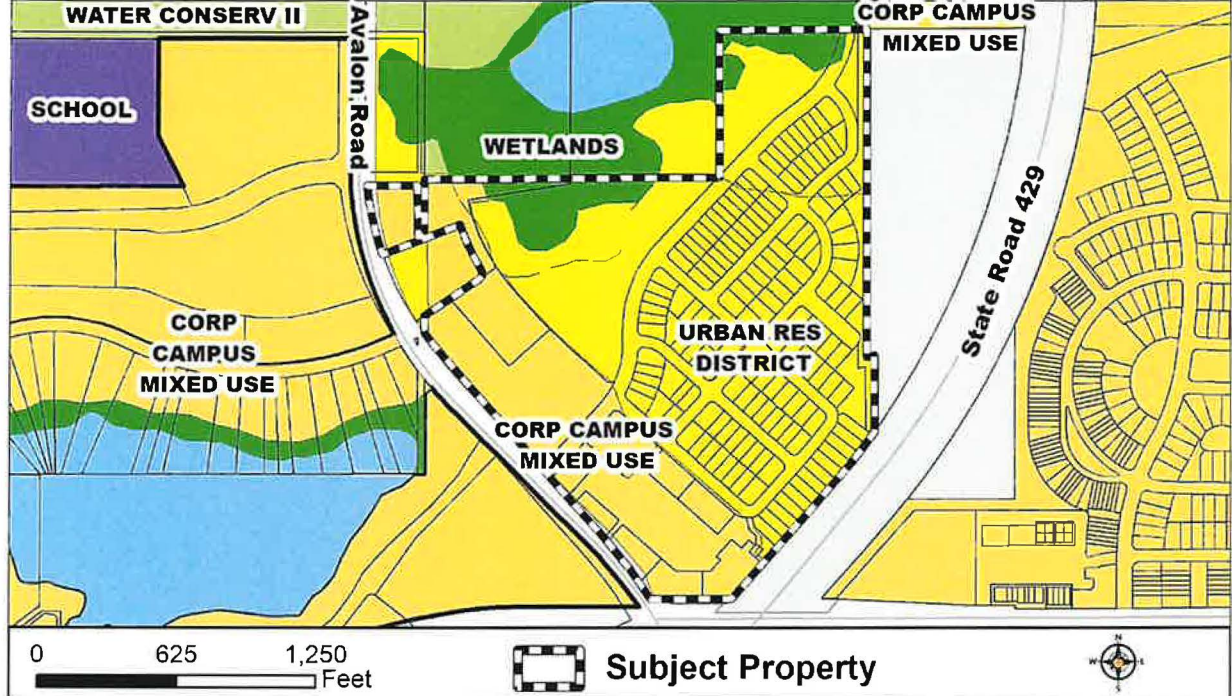 WATER CONSERV II
Avalon Road
CORP CAMPUS
MIXED USE
SCHOOL
WETLANDS
State Road 429
CORP
CAMPUS
MIXED USE
URBAN RES
DISTRICT
CORP CAMPUS
MIXED USE
0 625 1,250
Feet
Subject Property
N
W E
S